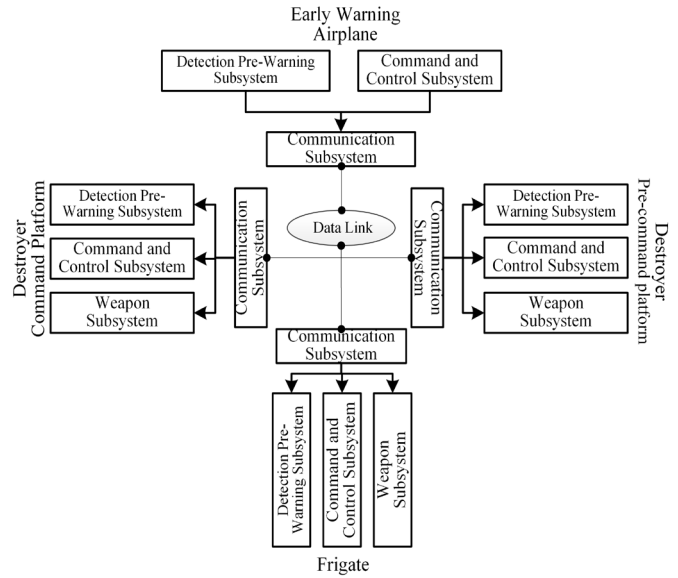 Early Warning
Airplane
Detection Pre-Warning
Subsystem
Command and
Control Subsystem
Communication
Subsystem
Destroyer
Command Platform
Detection Pre-
Warning Subsystem
Command and
Control Subsystem
Weapon
Subsystem
Communication
Subsystem
Data Link
Communication
Subsystem
Detection Pre-
Warning Subsystem
Command and
Control Subsystem
Weapon
Subsystem
Destroyer
Pre-command platform
Communication
Subsystem
Detection Pre-
Warning Subsystem
Command and
Control Subsystem
Weapon
Subsystem
Frigate